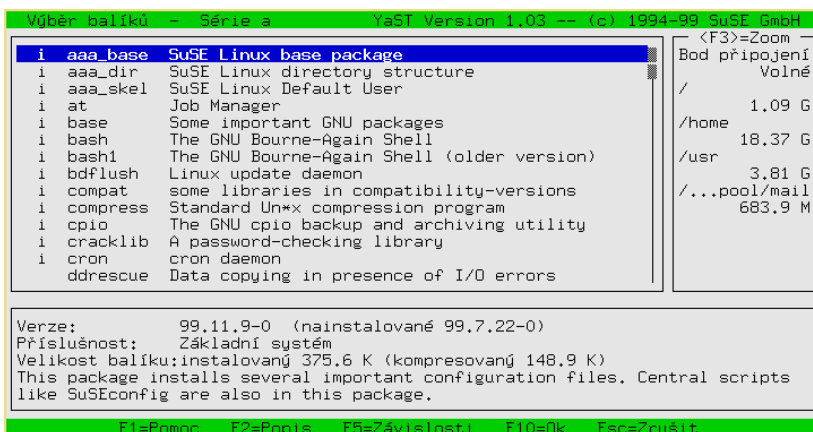 Výběr balíků - Série a YaST Version 1.03 -- (c) 1994-99 SuSE GmbH
<F3>=Zoom
i aaa_base SuSE Linux base package
i aaa_dir SuSE Linux directory structure
i aaa_skel SuSE Linux Default User
i at Job Manager
i base Some important GNU packages
i bash The GNU Bourne-Again Shell
i bash1 The GNU Bourne-Again Shell (older version)
i bdflush Linux update daemon
i compat some libraries in compatibility-versions
i compress Standard Un*x compression program
i cpio The GNU cpio backup and archiving utility
i cracklib A password-checking library
i cron cron daemon
ddrescue Data copying in presence of I/O errors
Bod připojení
Volné
/
1.09 G
/home
18.37 G
/usr
3.81 G
/...pool/mail
683.9 M
Verze: 99.11.9-0 (nainstalované 99.7.22-0)
Příslušnost: Základní systém
Velikost balíku:instalovaný 375.6 K (kompresovaný 148.9 K)
This package installs several important configuration files. Central scripts
like SuSEconfig are also in this package.
F1=Pomoc F2=Popis F5=Závislosti F10=Ok Esc=Zrušit